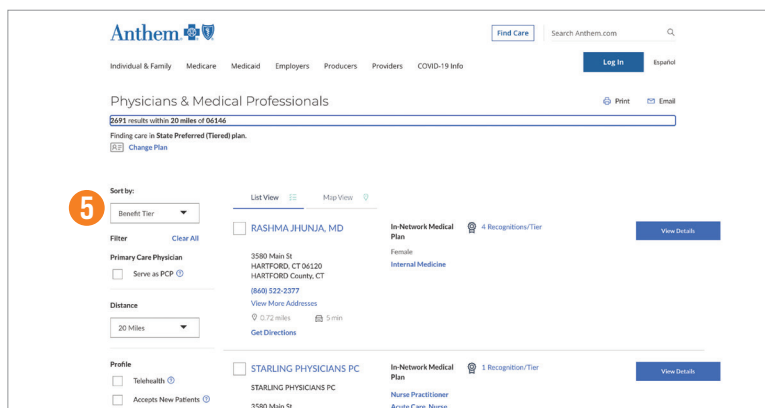 Anthem
Find Care
Search Anthem.com
Individual & Family Medicare Medicaid Employers Producers Providers COVID-19 Info
Log In
Español
Physicians & Medical Professionals
Print
Email
2691 results within 20 miles of 06146
Finding care in State Preferred (Tiered) plan.
Change Plan
5
Sort by:
Benefit Tier
Filter
Clear All
Primary Care Physician
Serve as PCP ?
Distance
20 Miles
Profile
Telehealth ?
Accepts New Patients ?
List View
Map View
RASHMA JHUNJA, MD
3580 Main St
HARTFORD, CT 06120
HARTFORD County, CT
(860) 522-2377
View More Addresses
0.72 miles
5 min
Get Directions
In-Network Medical
Plan
Female
Internal Medicine
4 Recognitions/Tier
View Details
STARLING PHYSICIANS PC
STARLING PHYSICIANS PC
3580 Main St
In-Network Medical
Plan
Nurse Practitioner
Acute Care, Nurse
1 Recognition/Tier
View Details